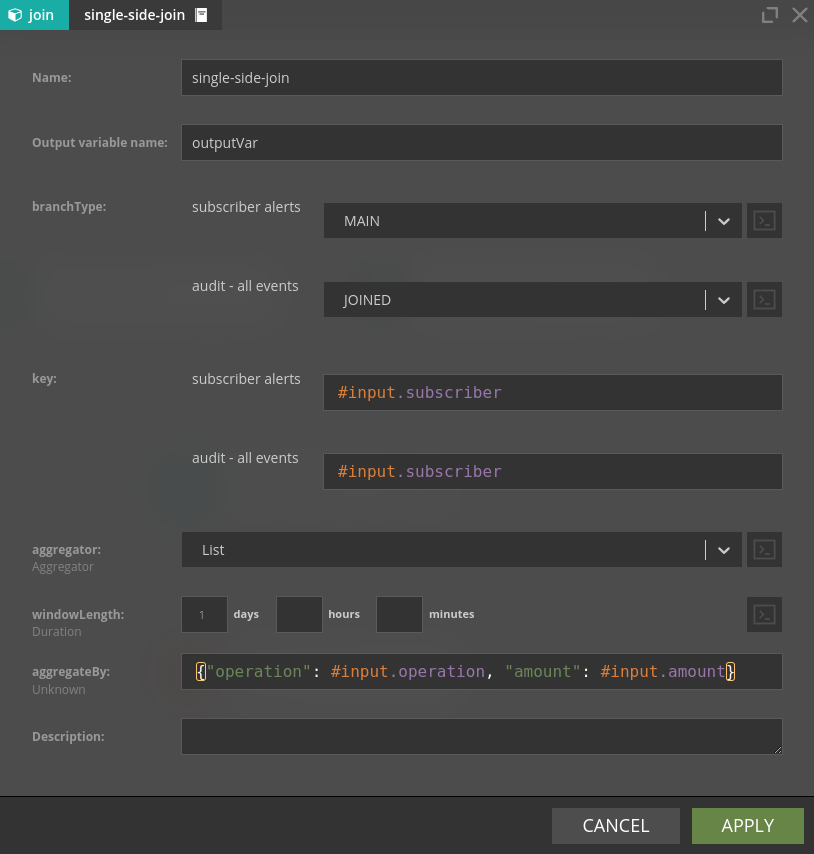 join single-side-join
Name: single-side-join
Output variable name: outputVar
branchType: subscriber alerts MAIN
audit - all events JOINED
key: subscriber alerts #input.subscriber
audit - all events #input.subscriber
aggregator: List
Aggregator
windowLength: 1 days hours minutes
Duration
aggregateBy: {"operation": #input.operation, "amount": #input.amount}
Unknown
Description:
CANCEL APPLY